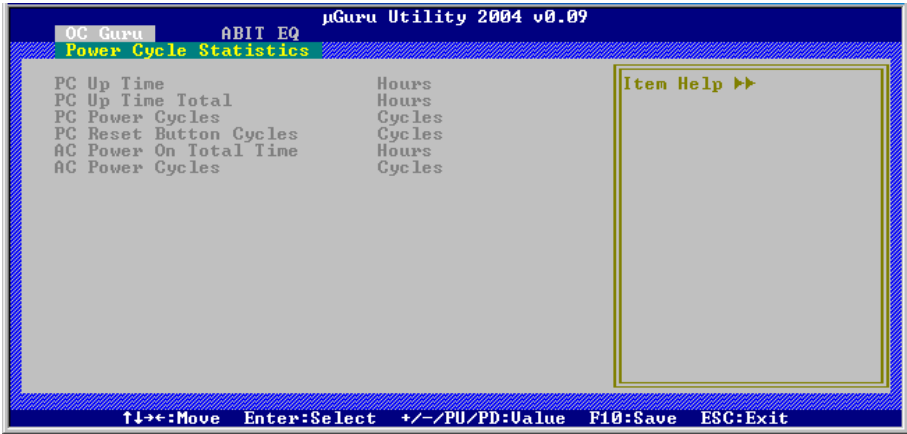 µGuru Utility 2004 v0.09
OC Guru ABIT EQ
Power Cycle Statistics
PC Up Time Hours
PC Up Time Total Hours
PC Power Cycles Cycles
PC Reset Button Cycles Cycles
AC Power On Total Time Hours
AC Power Cycles Cycles
Item Help ▶▶
↑↓→←:Move Enter:Select +/-/PU/PD:Value F10:Save ESC:Exit